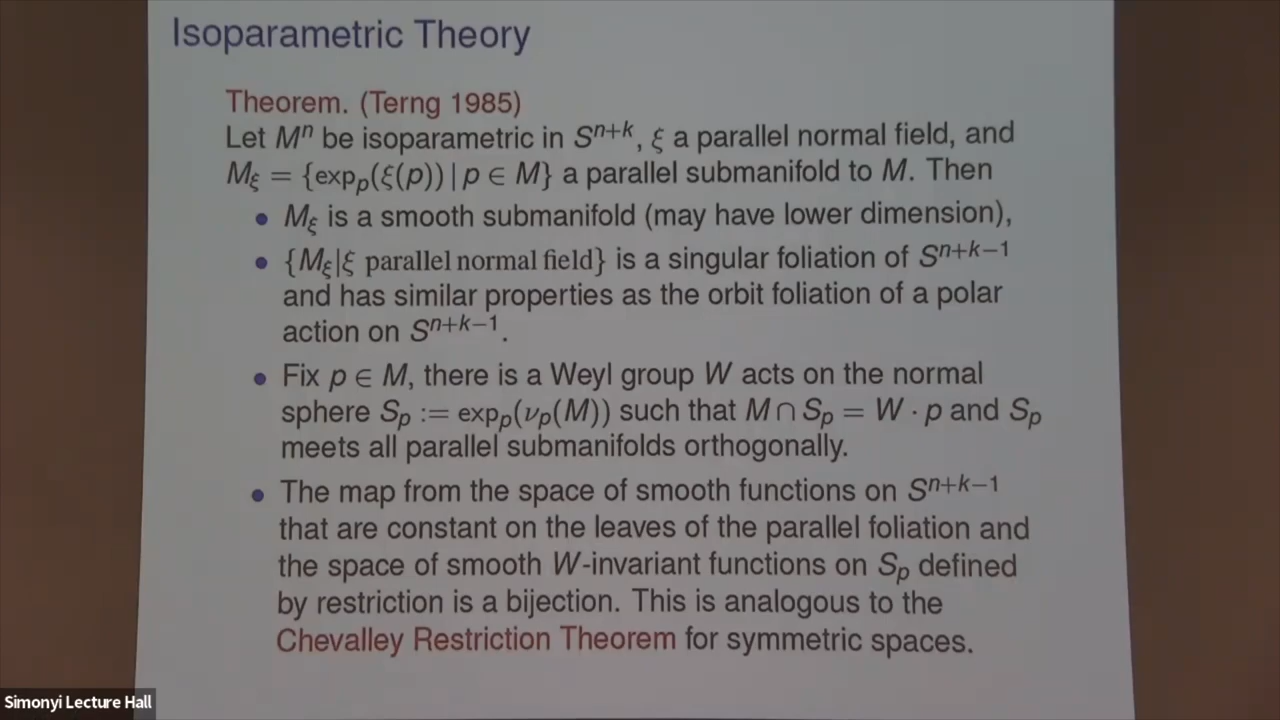 Isoparametric Theory
Theorem. (Terng 1985)
Let Mⁿ be isoparametric in Sⁿ⁺ᵏ, ξ a parallel normal field, and
M_ξ = {exp_p(ξ(p)) | p ∈ M} a parallel submanifold to M. Then
• M_ξ is a smooth submanifold (may have lower dimension),
• {M_ξ|ξ parallel normal field} is a singular foliation of Sⁿ⁺ᵏ⁻¹
and has similar properties as the orbit foliation of a polar
action on Sⁿ⁺ᵏ⁻¹.
• Fix p ∈ M, there is a Weyl group W acts on the normal
sphere S_p := exp_p(ν_p(M)) such that M ∩ S_p = W · p and S_p
meets all parallel submanifolds orthogonally.
• The map from the space of smooth functions on Sⁿ⁺ᵏ⁻¹
that are constant on the leaves of the parallel foliation and
the space of smooth W-invariant functions on S_p defined
by restriction is a bijection. This is analogous to the
Chevalley Restriction Theorem for symmetric spaces.
Simonyi Lecture Hall